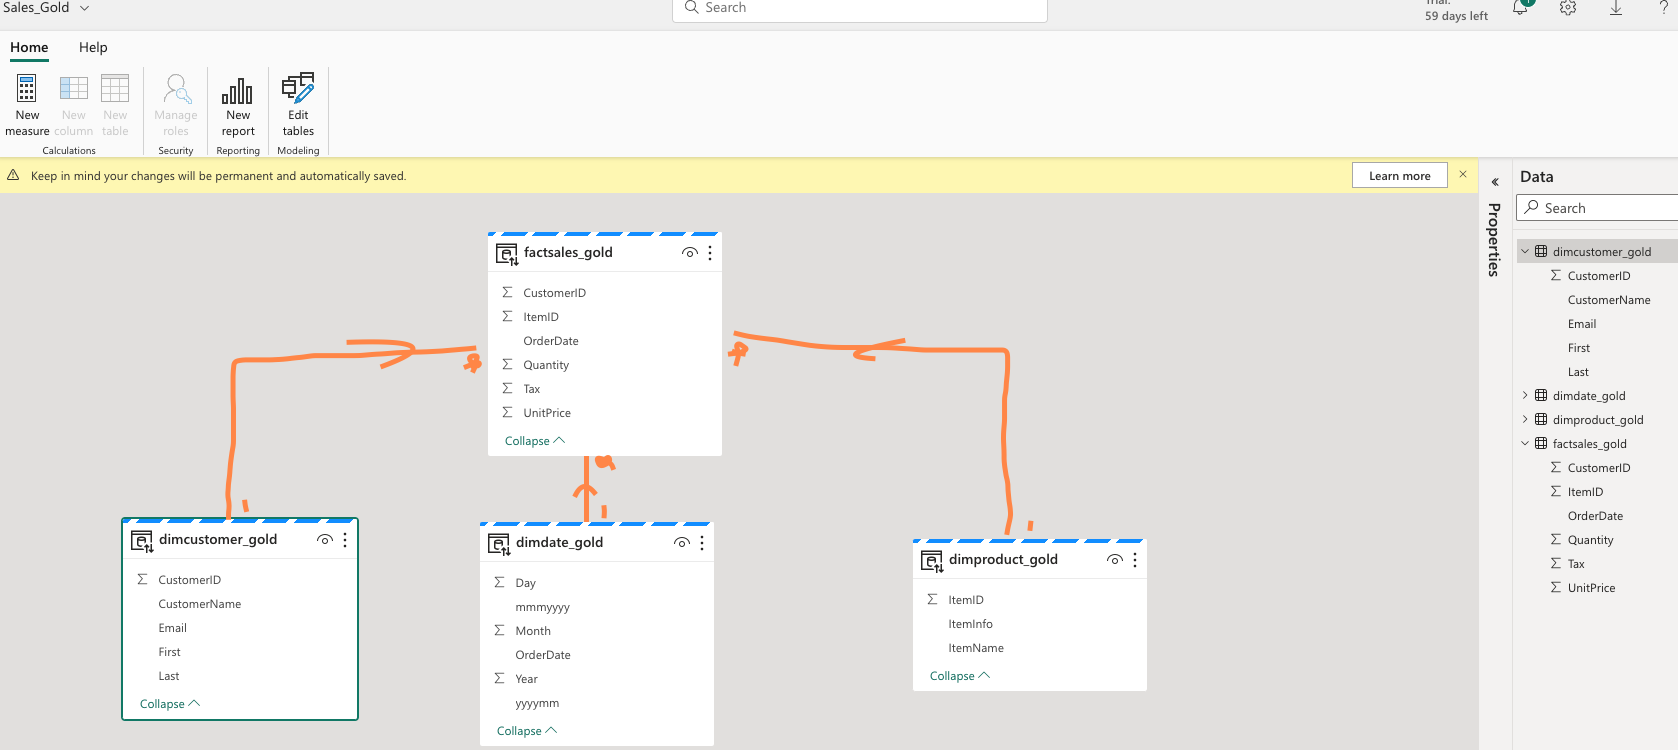 Sales_Gold
Search
Trial:
59 days left
?
Home Help
New measure
New column
New table
Manage roles
New report
Edit tables
Calculations
Security
Reporting
Modeling
Keep in mind your changes will be permanent and automatically saved.
Learn more
Properties
Data
Search
factsales_gold
CustomerID
ItemID
OrderDate
Quantity
Tax
UnitPrice
Collapse
dimcustomer_gold
CustomerID
CustomerName
Email
First
Last
Collapse
dimdate_gold
Day
mmmyyyy
Month
OrderDate
Year
yyyymm
Collapse
dimproduct_gold
ItemID
ItemInfo
ItemName
Collapse
dimcustomer_gold
CustomerID
CustomerName
Email
First
Last
dimdate_gold
dimproduct_gold
factsales_gold
CustomerID
ItemID
OrderDate
Quantity
Tax
UnitPrice